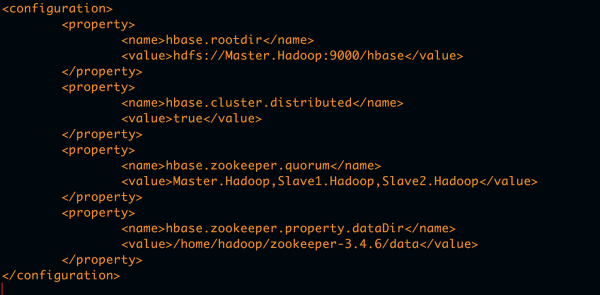 <configuration>
        <property>
                <name>hbase.rootdir</name>
                <value>hdfs://Master.Hadoop:9000/hbase</value>
        </property>
        <property>
                <name>hbase.cluster.distributed</name>
                <value>true</value>
        </property>
        <property>
                <name>hbase.zookeeper.quorum</name>
                <value>Master.Hadoop,Slave1.Hadoop,Slave2.Hadoop</value>
        </property>
        <property>
                <name>hbase.zookeeper.property.dataDir</name>
                <value>/home/hadoop/zookeeper-3.4.6/data</value>
        </property>
</configuration>